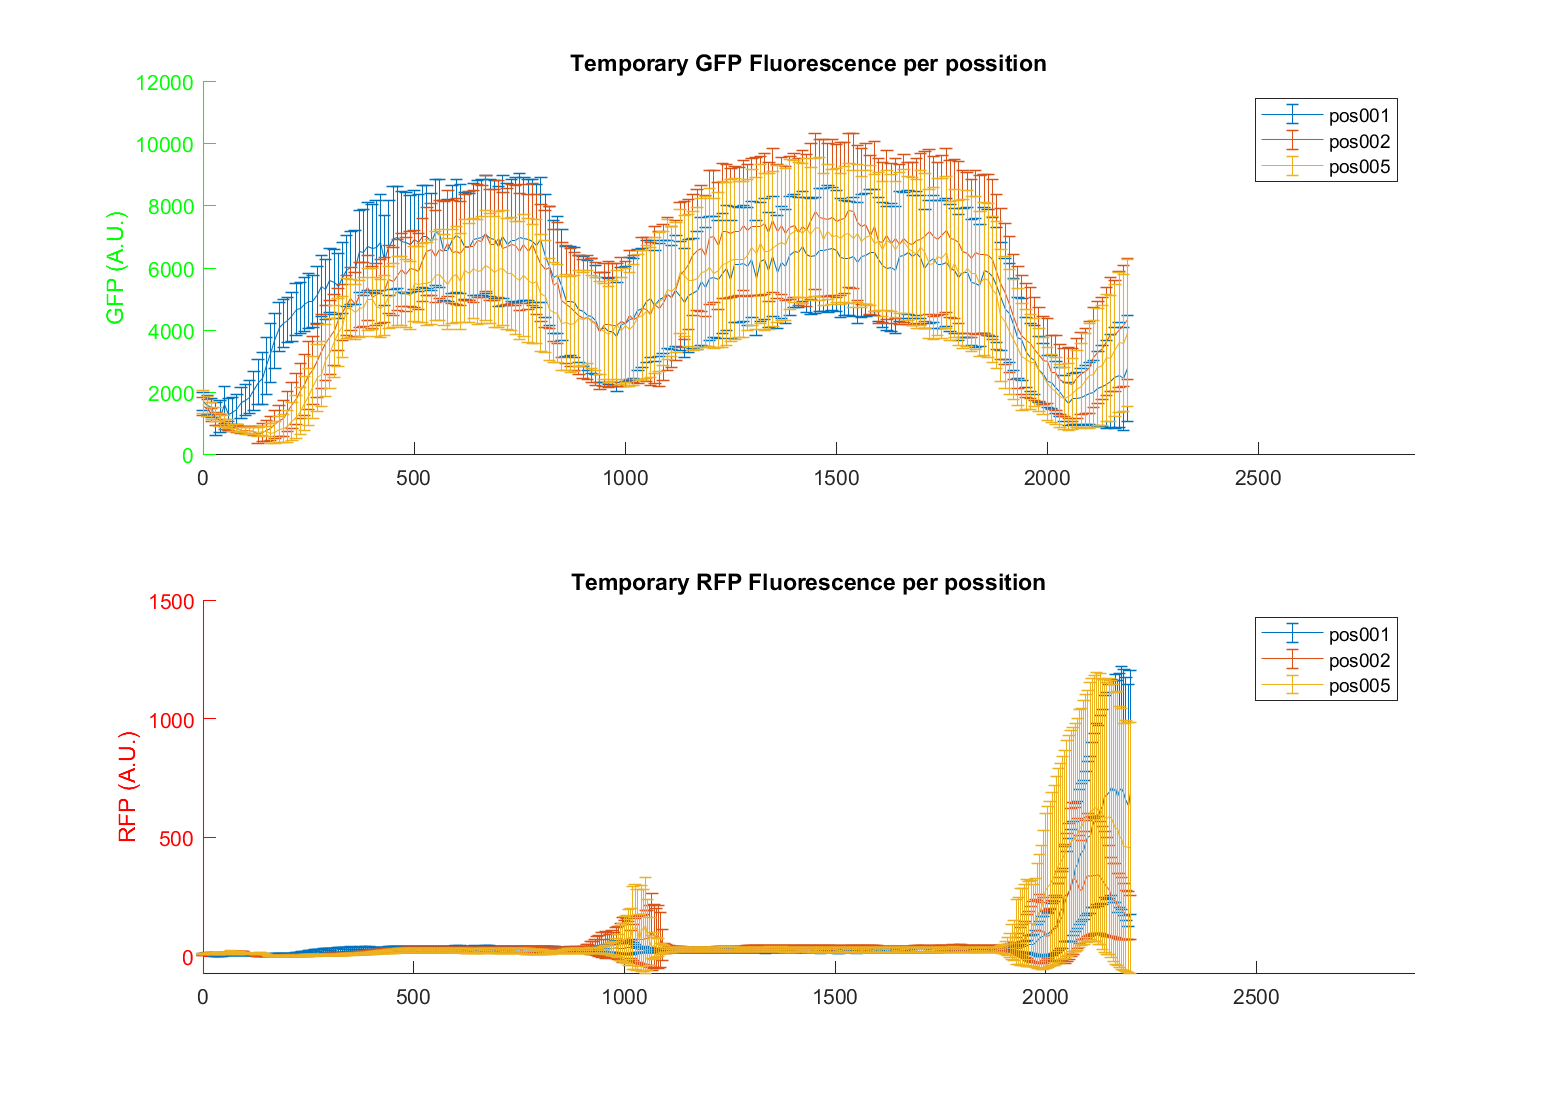 Temporary GFP Fluorescence per possition
GFP (A.U.)
12000
10000
8000
6000
4000
2000
0
0 500 1000 1500 2000 2500
pos001
pos002
pos005
Temporary RFP Fluorescence per possition
RFP (A.U.)
1500
1000
500
0
0 500 1000 1500 2000 2500
pos001
pos002
pos005